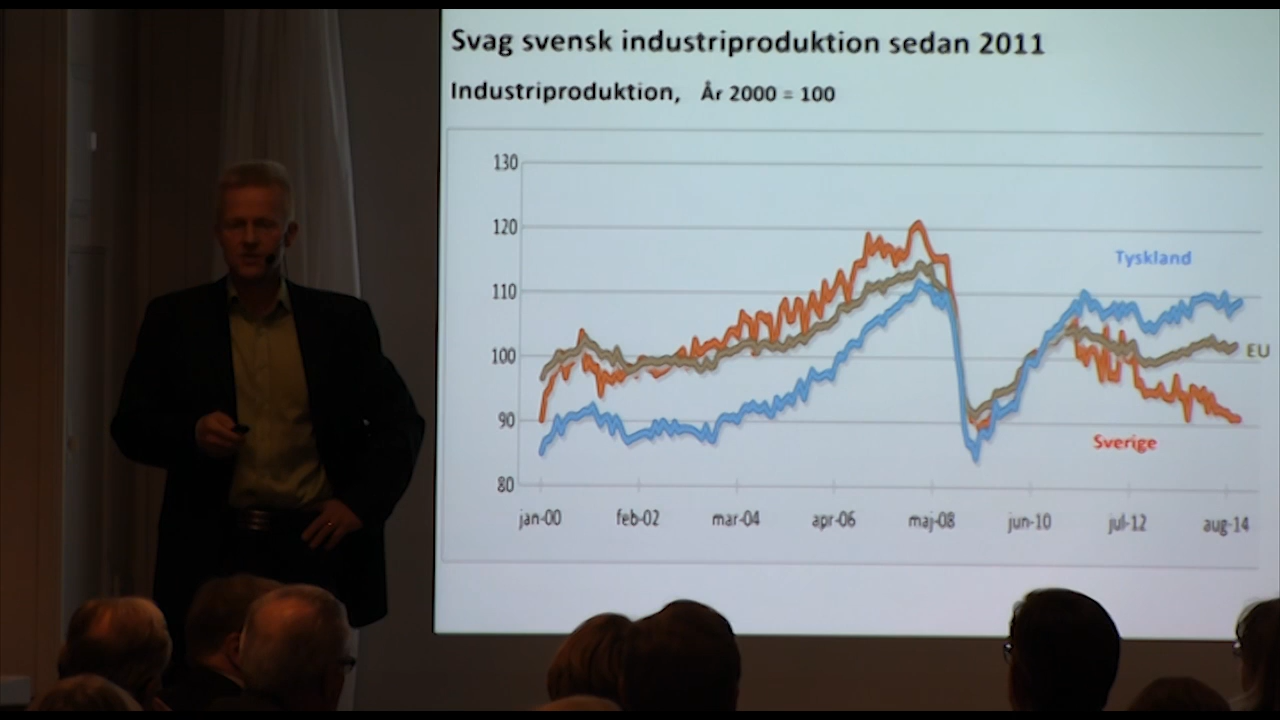 Svag svensk industriproduktion sedan 2011
Industriproduktion, År 2000 = 100
130
120
110
100
90
80
Tyskland
EU
Sverige
jan-00 feb-02 mar-04 apr-06 maj-08 jun-10 jul-12 aug-14